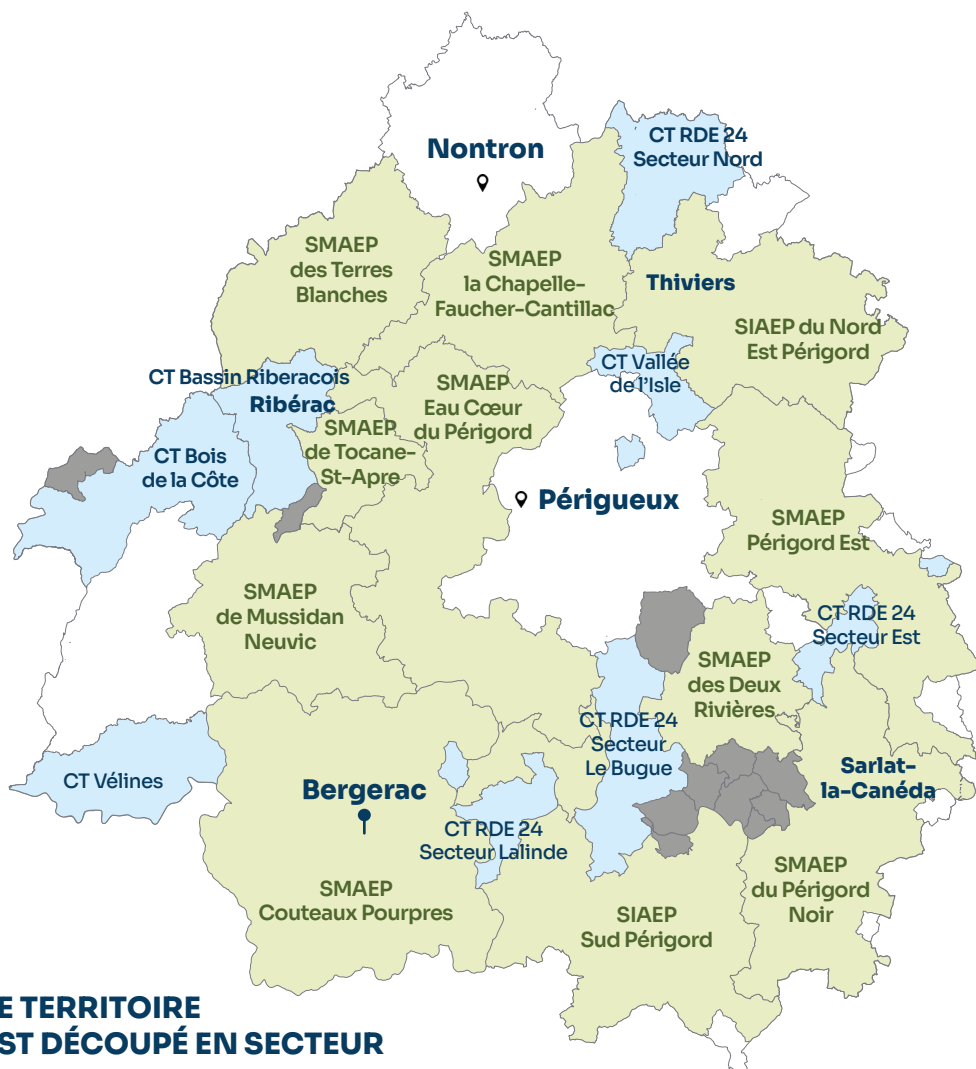 CT RDE 24
Secteur Nord
Nontron
SMAEP
des Terres
Blanches
SMAEP
la Chapelle-
Faucher-Cantillac
Thiviers
SIAEP du Nord
Est Périgord
CT Vallée
de l'Isle
CT Bassin Riberacois
Ribérac
SMAEP
Eau Cœur
du Périgord
SMAEP
de Tocane-
St-Apre
CT Bois
de la Côte
Périgueux
SMAEP
Périgord Est
SMAEP
de Mussidan
Neuvic
CT RDE 24
Secteur Est
SMAEP
des Deux
Rivières
CT RDE 24
Secteur
Le Bugue
CT Vélines
Bergerac
Sarlat-
la-Canéda
CT RDE 24
Secteur Lalinde
SMAEP
Couteaux Pourpres
SIAEP
Sud Périgord
SMAEP
du Périgord
Noir
E TERRITOIRE
ST DÉCOUPÉ EN SECTEUR